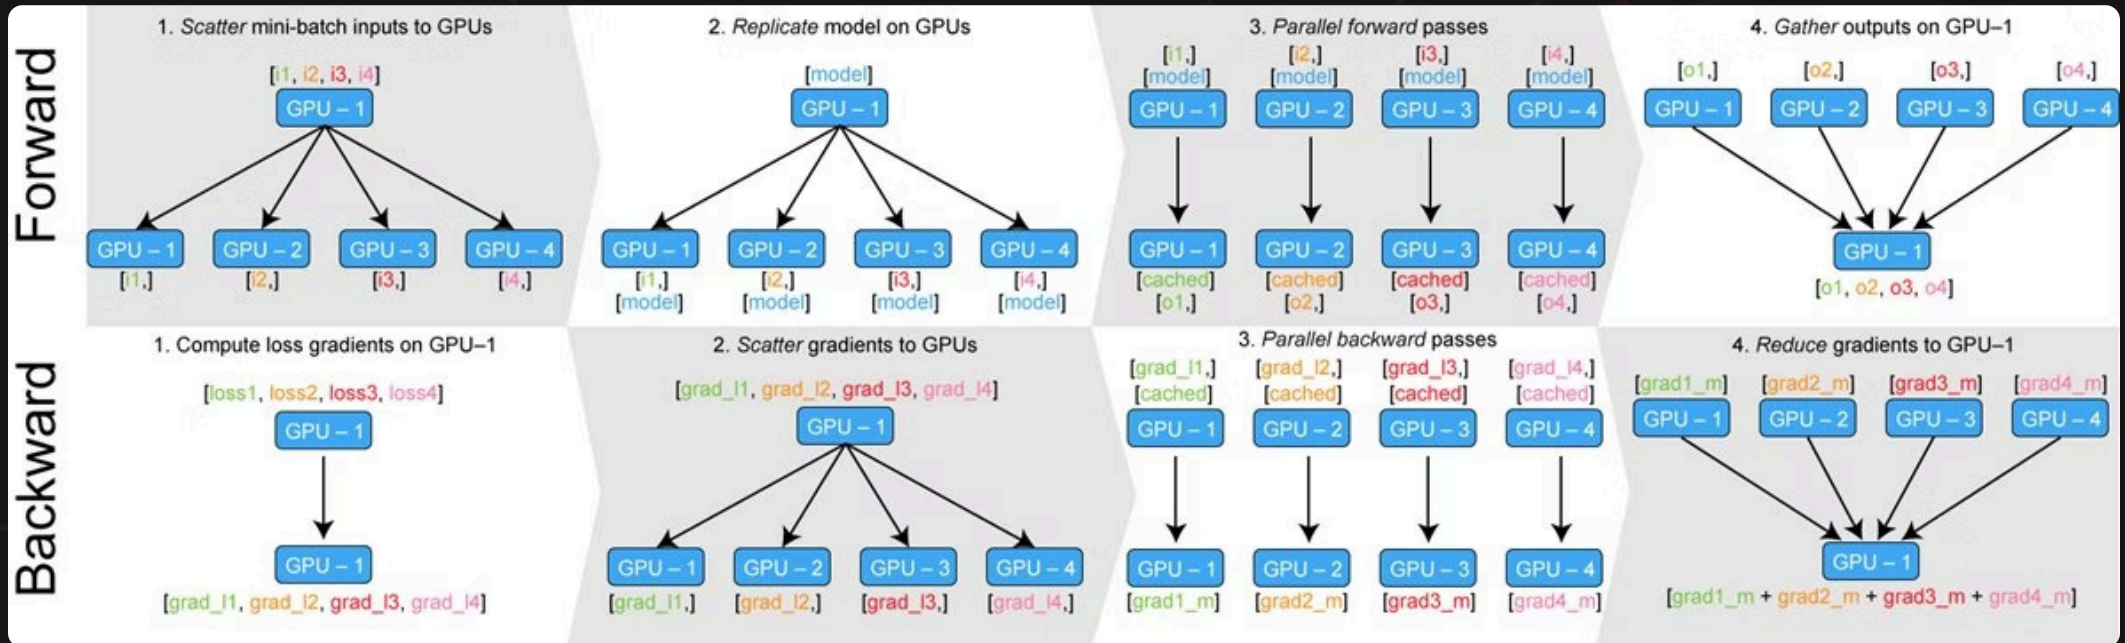 Forward
1. Scatter mini-batch inputs to GPUs
[i1, i2, i3, i4]
GPU – 1
GPU – 1 GPU – 2 GPU – 3 GPU – 4
[i1,] [i2,] [i3,] [i4,]
2. Replicate model on GPUs
[model]
GPU – 1
GPU – 1 GPU – 2 GPU – 3 GPU – 4
[i1,] [i2,] [i3,] [i4,]
[model] [model] [model] [model]
3. Parallel forward passes
[i1,] [i2,] [i3,] [i4,]
[model] [model] [model] [model]
GPU – 1 GPU – 2 GPU – 3 GPU – 4
GPU – 1 GPU – 2 GPU – 3 GPU – 4
[cached] [cached] [cached] [cached]
[o1,] [o2,] [o3,] [o4,]
4. Gather outputs on GPU–1
[o1,] [o2,] [o3,] [o4,]
GPU – 1 GPU – 2 GPU – 3 GPU – 4
GPU – 1
[o1, o2, o3, o4]
Backward
1. Compute loss gradients on GPU–1
[loss1, loss2, loss3, loss4]
GPU – 1
GPU – 1
[grad_l1, grad_l2, grad_l3, grad_l4]
2. Scatter gradients to GPUs
[grad_l1, grad_l2, grad_l3, grad_l4]
GPU – 1
GPU – 1 GPU – 2 GPU – 3 GPU – 4
[grad_l1,] [grad_l2,] [grad_l3,] [grad_l4,]
3. Parallel backward passes
[grad_l1,] [grad_l2,] [grad_l3,] [grad_l4,]
[cached] [cached] [cached] [cached]
GPU – 1 GPU – 2 GPU – 3 GPU – 4
GPU – 1 GPU – 2 GPU – 3 GPU – 4
[grad1_m] [grad2_m] [grad3_m] [grad4_m]
4. Reduce gradients to GPU–1
[grad1_m] [grad2_m] [grad3_m] [grad4_m]
GPU – 1 GPU – 2 GPU – 3 GPU – 4
GPU – 1
[grad1_m + grad2_m + grad3_m + grad4_m]